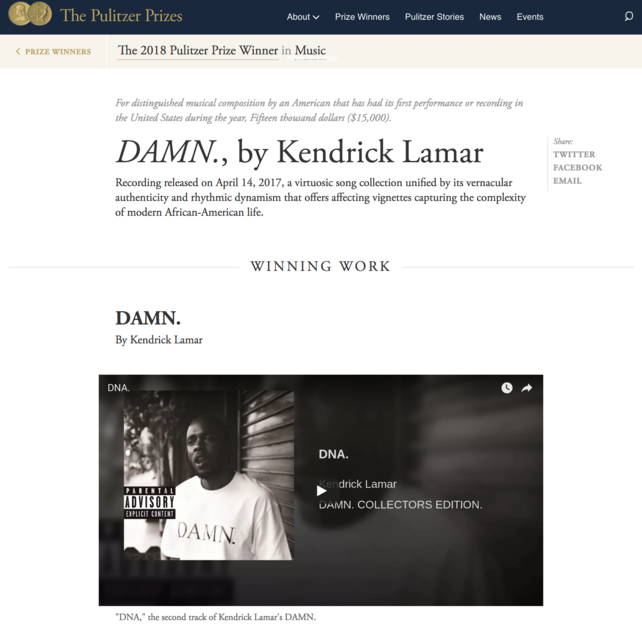 The Pulitzer Prizes
About Prize Winners Pulitzer Stories News Events
PRIZE WINNERS
The 2018 Pulitzer Prize Winner in Music
For distinguished musical composition by an American that has had its first performance or recording in
the United States during the year, Fifteen thousand dollars ($15,000).
DAMN., by Kendrick Lamar
Recording released on April 14, 2017, a virtuosic song collection unified by its vernacular
authenticity and rhythmic dynamism that offers affecting vignettes capturing the complexity
of modern African-American life.
Share:
TWITTER
FACEBOOK
EMAIL
WINNING WORK
DAMN.
By Kendrick Lamar
DNA.
PARENTAL
ADVISORY
EXPLICIT CONTENT
DAMN.
DNA.
Kendrick Lamar
DAMN. COLLECTORS EDITION.
"DNA," the second track of Kendrick Lamar's DAMN.